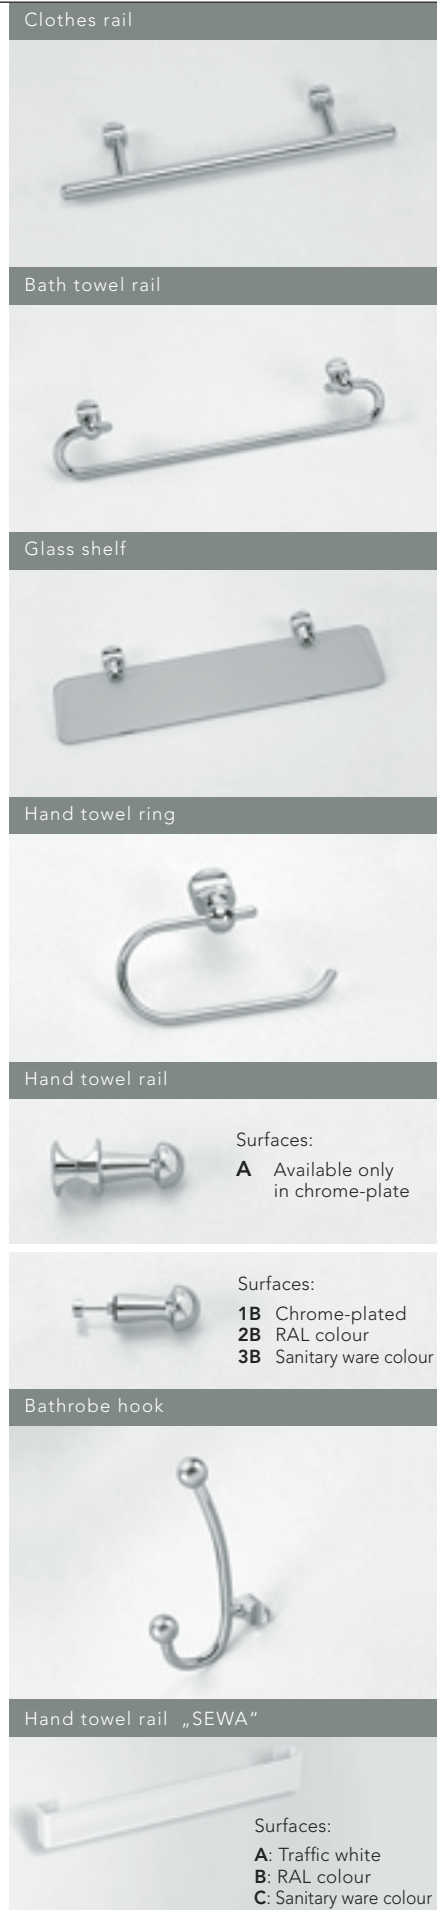 Clothes rail
Bath towel rail
Glass shelf
Hand towel ring
Hand towel rail
Surfaces:
A Available only
in chrome-plate
Surfaces:
1B Chrome-plated
2B RAL colour
3B Sanitary ware colour
Bathrobe hook
Hand towel rail „SEWA“
Surfaces:
A: Traffic white
B: RAL colour
C: Sanitary ware colour